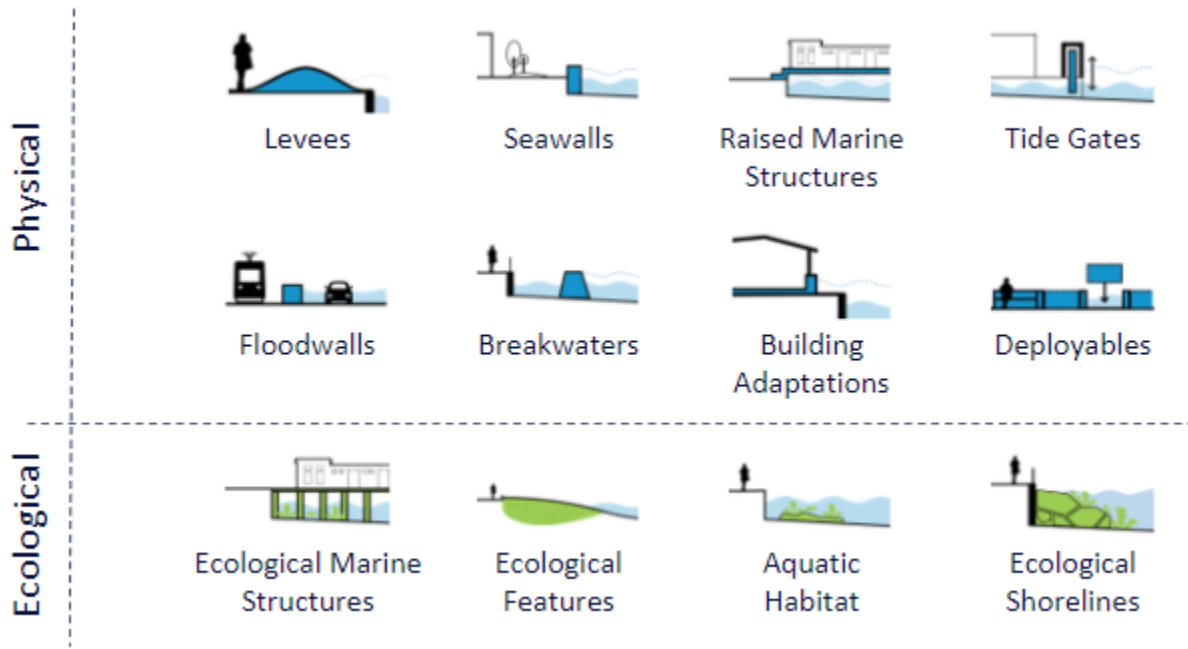 Physical
Levees
Seawalls
Raised Marine
Structures
Tide Gates
Floodwalls
Breakwaters
Building
Adaptations
Deployables
Ecological
Ecological Marine
Structures
Ecological
Features
Aquatic
Habitat
Ecological
Shorelines